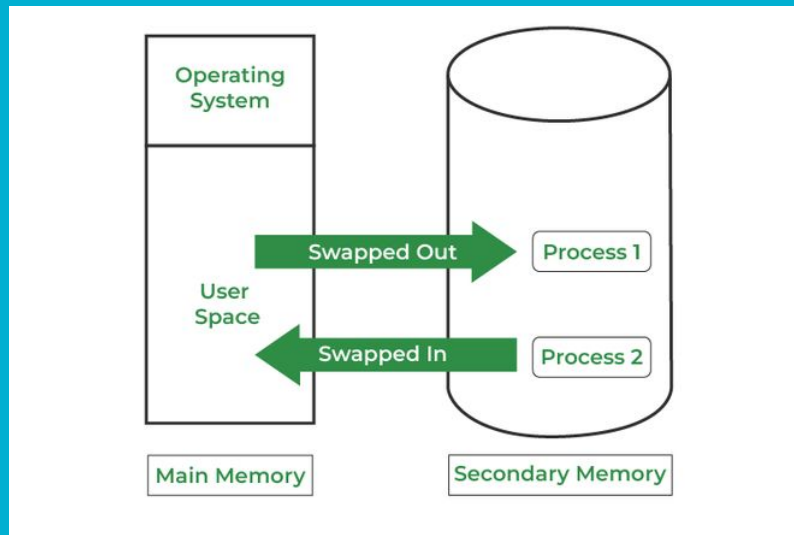 Operating
System
Swapped Out
Process 1
User
Space
Swapped In
Process 2
Main Memory
Secondary Memory